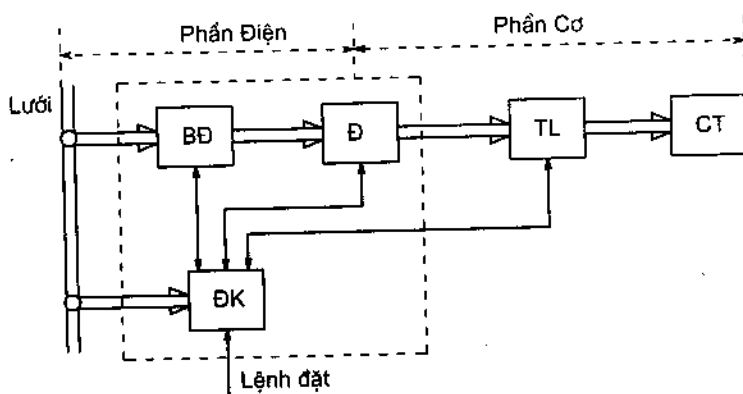 Phần Điện
Phần Cơ
Lưới
BĐ
Đ
TL
CT
ĐK
Lệnh đặt